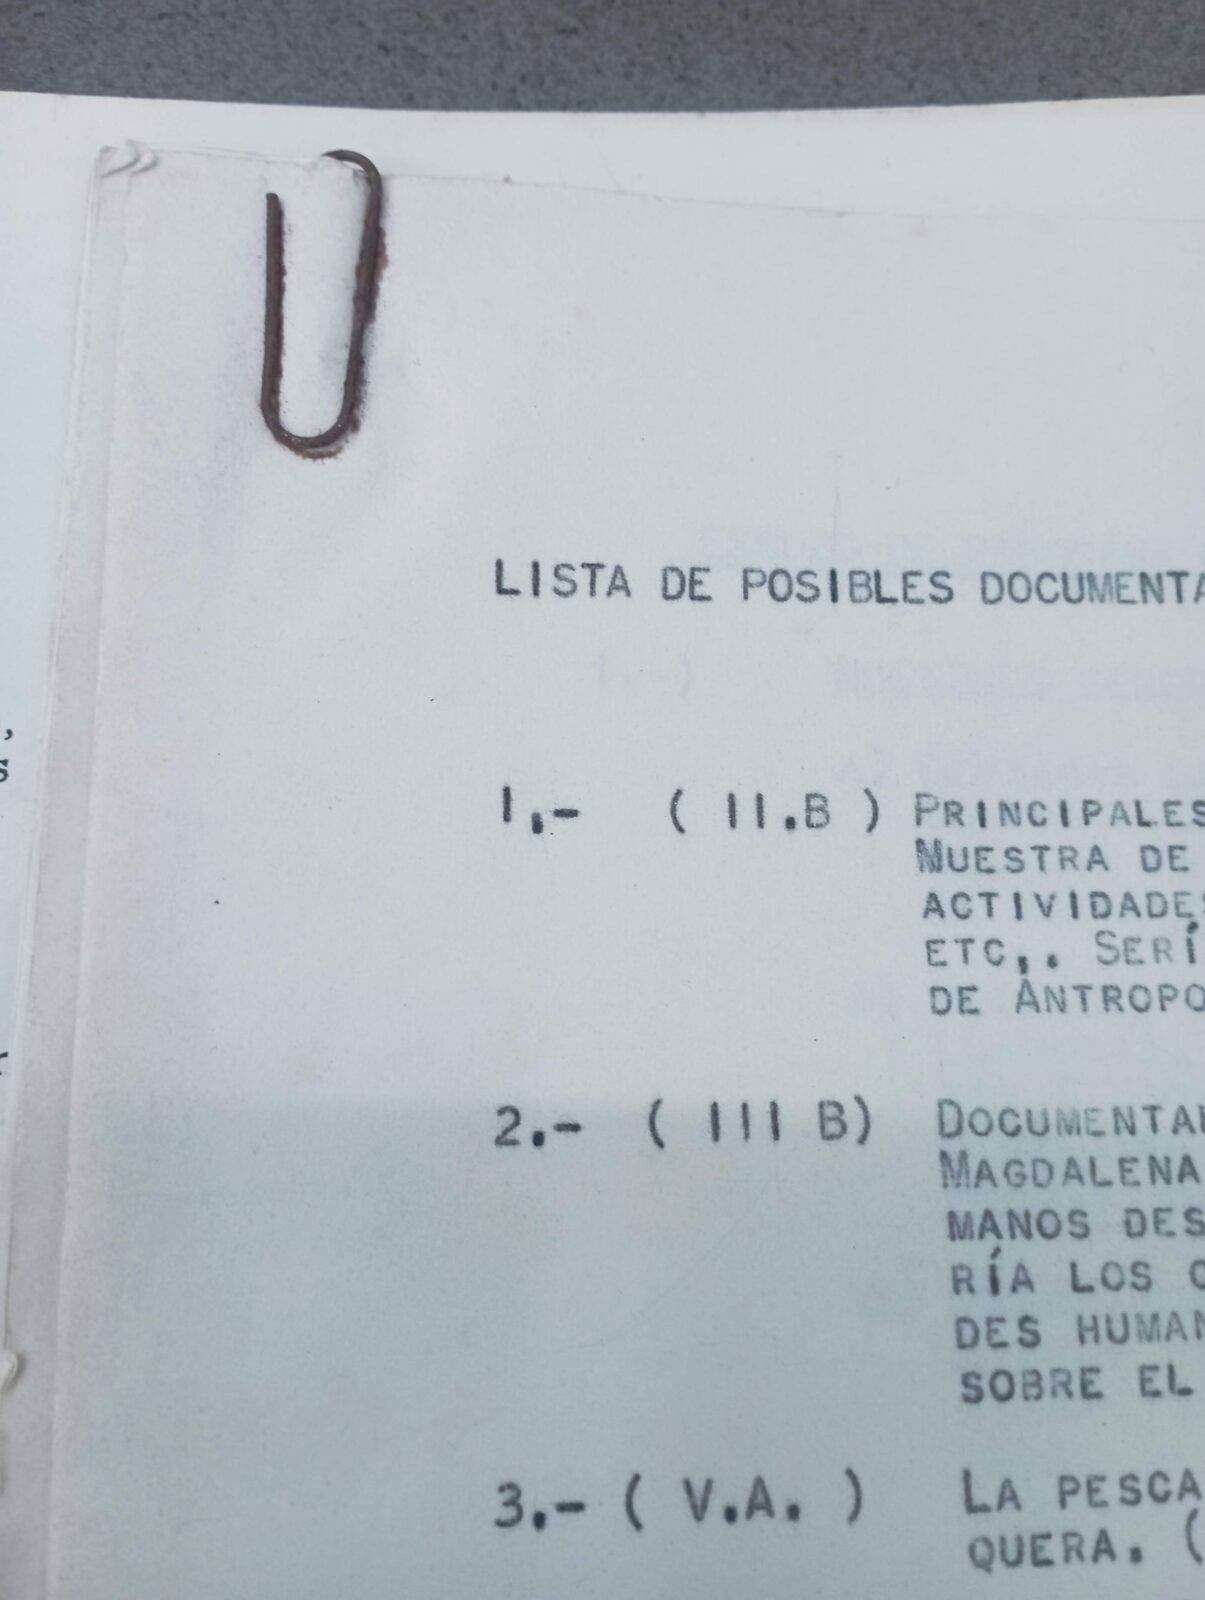 LISTA DE POSIBLES DOCUMENTA
1.- ( II.B ) PRINCIPALES
MUESTRA DE
ACTIVIDADES
ETC,. SERÍ
DE ANTROPO
2.- ( III B) DOCUMENTAL
MAGDALENA
MANOS DES
RÍA LOS C
DES HUMAN
SOBRE EL
3.- ( V.A. ) LA PESCA
QUERA. (